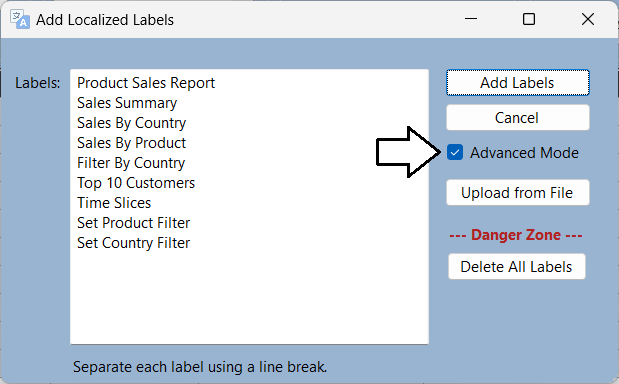 Add Localized Labels
Labels:
Product Sales Report
Sales Summary
Sales By Country
Sales By Product
Filter By Country
Top 10 Customers
Time Slices
Set Product Filter
Set Country Filter
Separate each label using a line break.
Add Labels
Cancel
Advanced Mode
Upload from File
--- Danger Zone ---
Delete All Labels